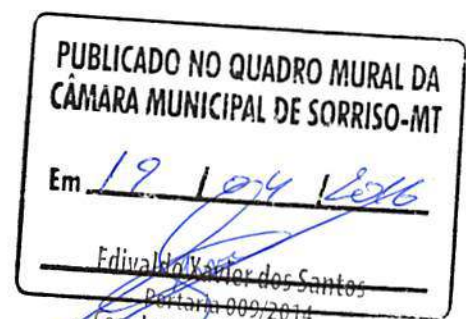 PUBLICADO NO QUADRO MURAL DA
CÂMARA MUNICIPAL DE SORRISO-MT
Em 19 / 04 / 2016
Edivaldo Xavier dos Santos
Portaria 009/2014